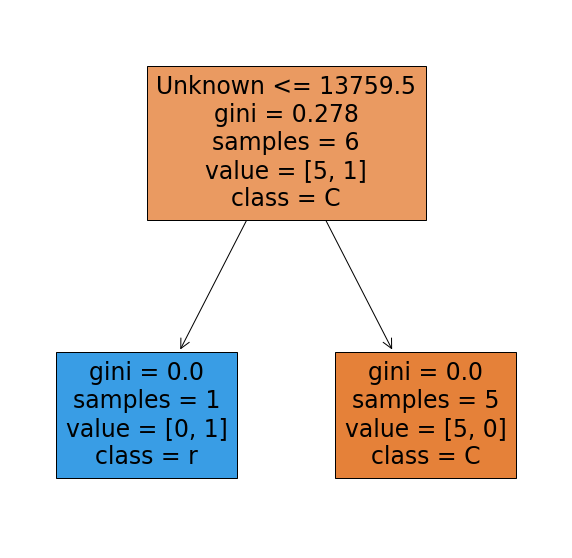 Unknown <= 13759.5
gini = 0.278
samples = 6
value = [5, 1]
class = C
gini = 0.0
samples = 1
value = [0, 1]
class = r
gini = 0.0
samples = 5
value = [5, 0]
class = C